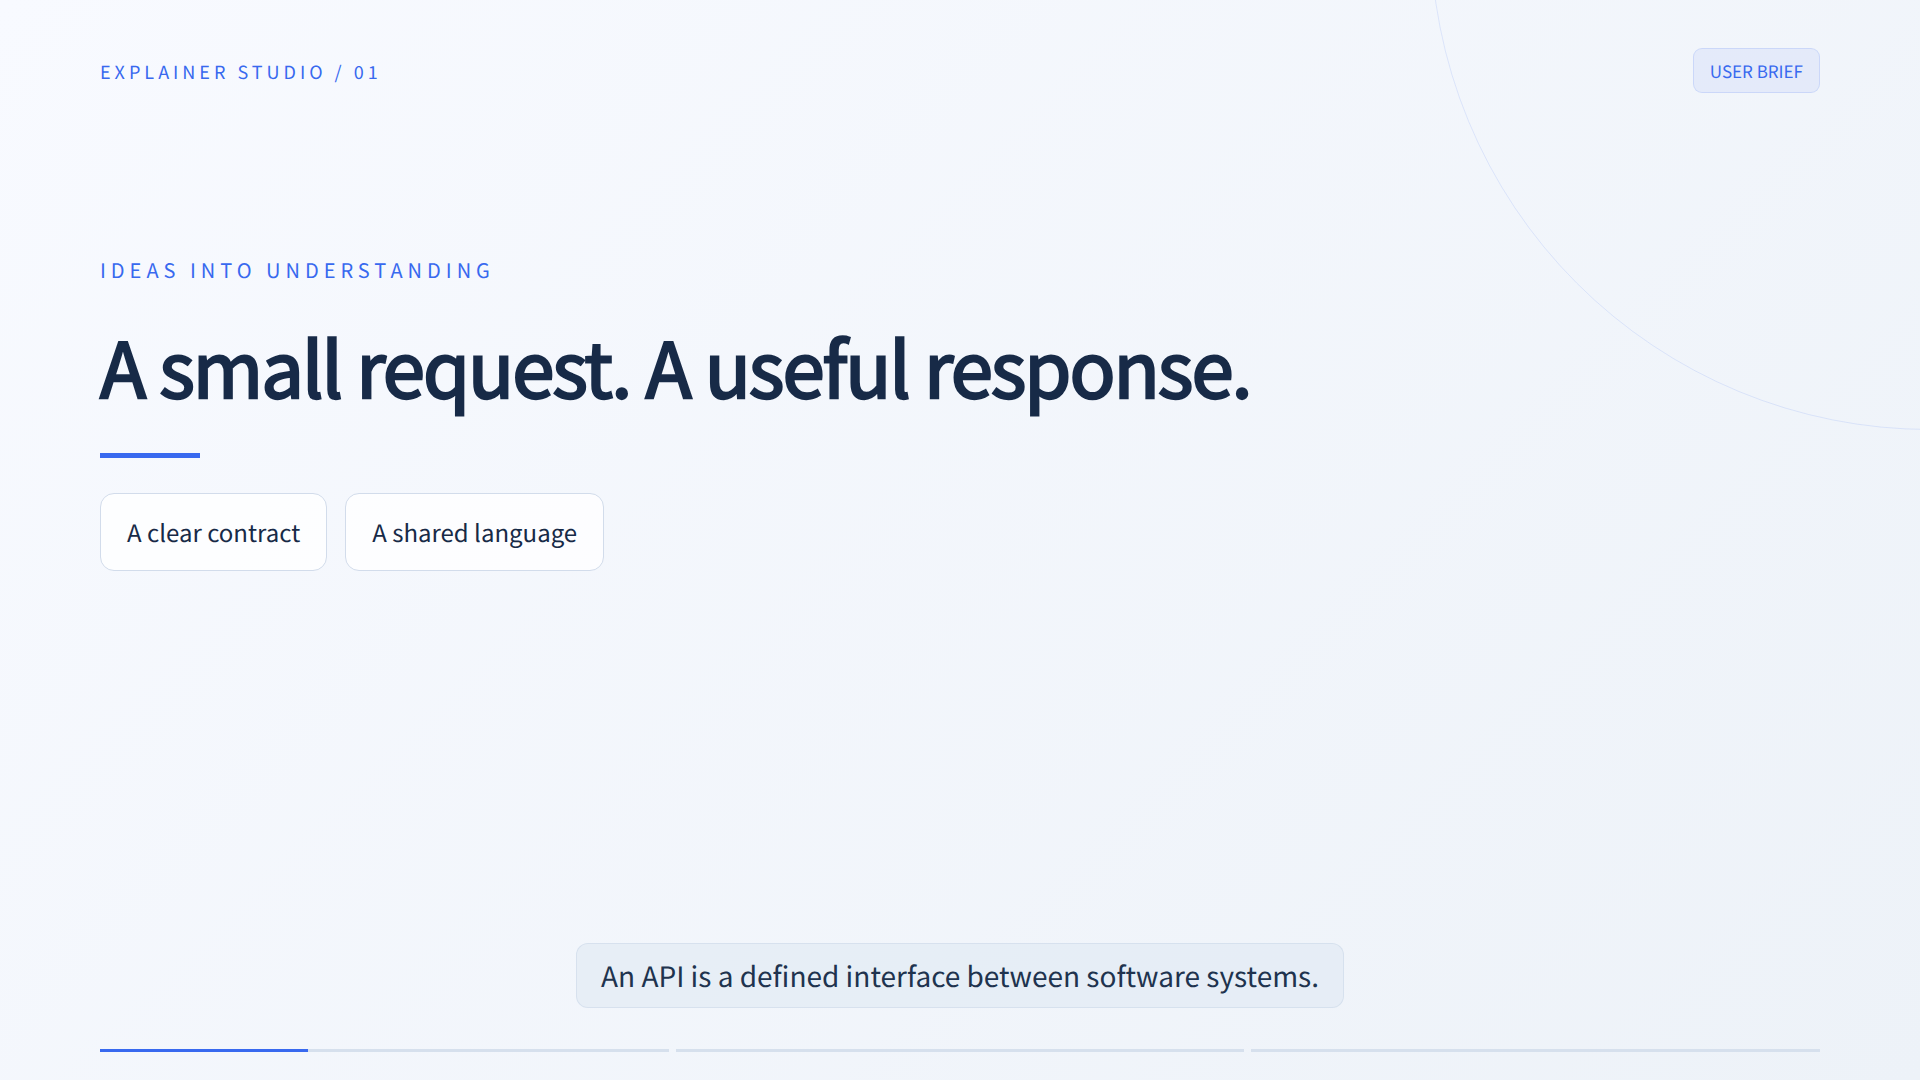 EXPLAINER STUDIO / 01
USER BRIEF
IDEAS INTO UNDERSTANDING
A small request. A useful response.
A clear contract
A shared language
An API is a defined interface between software systems.